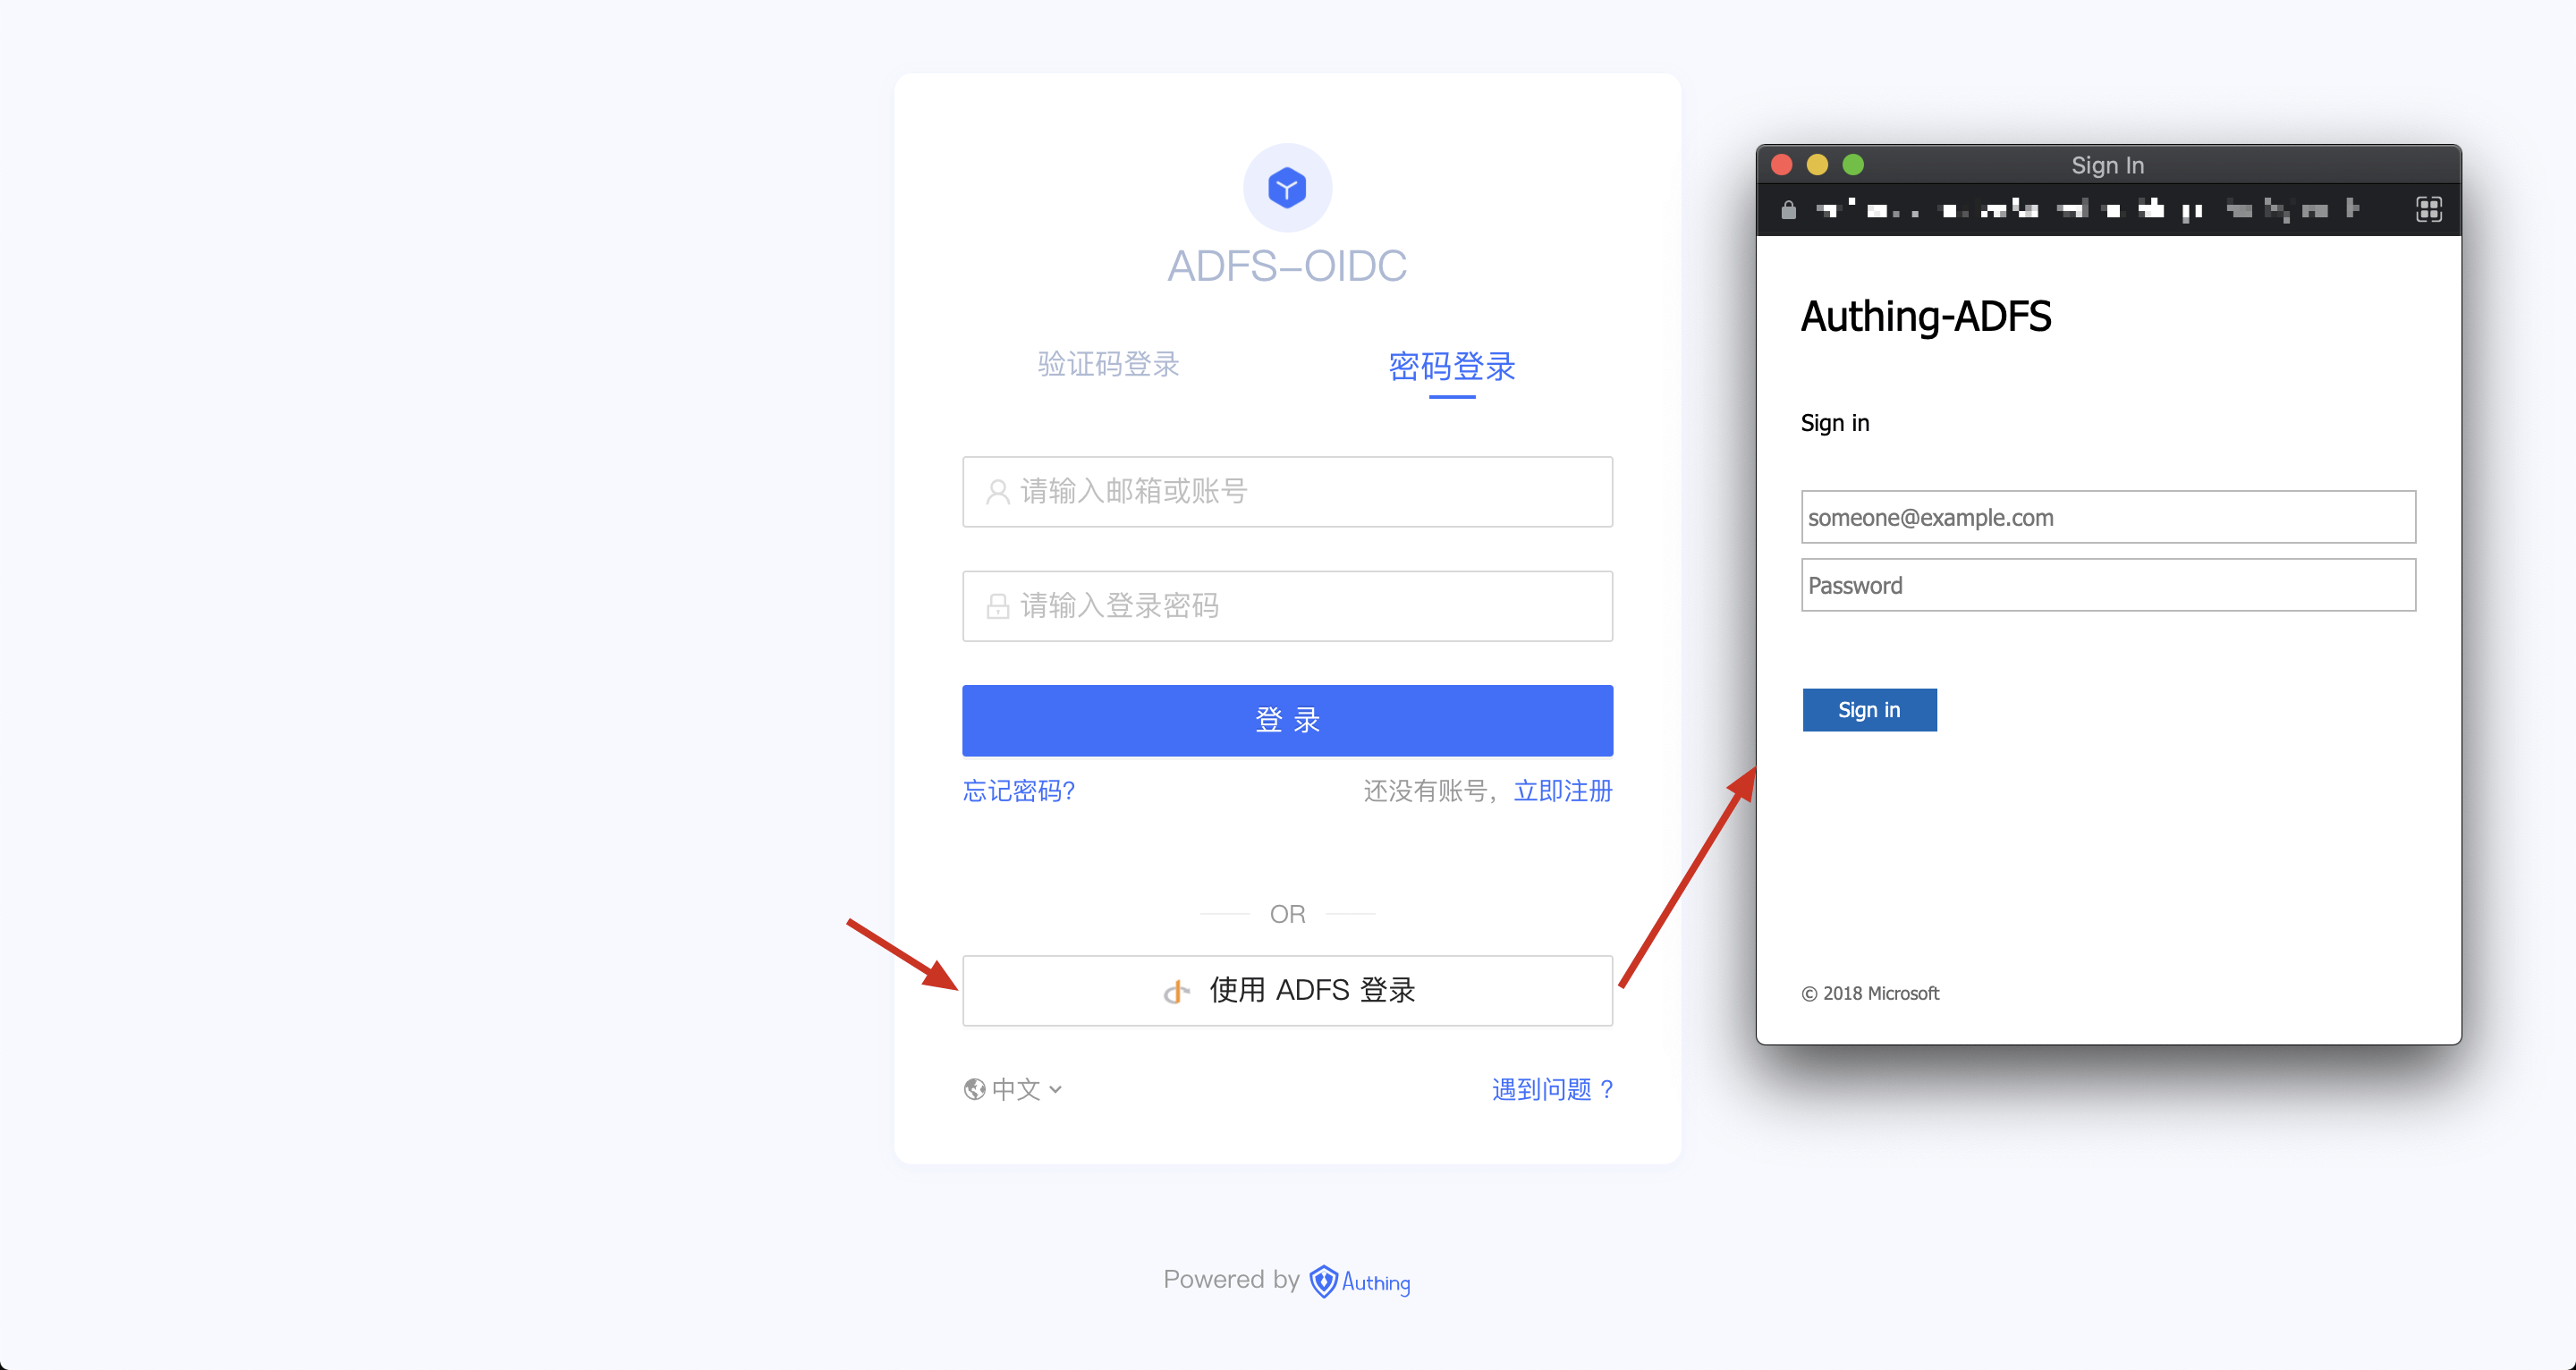 ADFS-OIDC
验证码登录
密码登录
请输入邮箱或账号
请输入登录密码
登 录
忘记密码?
还没有账号，立即注册
OR
使用 ADFS 登录
中文
遇到问题 ?
Powered by Authing
Sign In
Authing-ADFS
Sign in
someone@example.com
Password
Sign in
© 2018 Microsoft